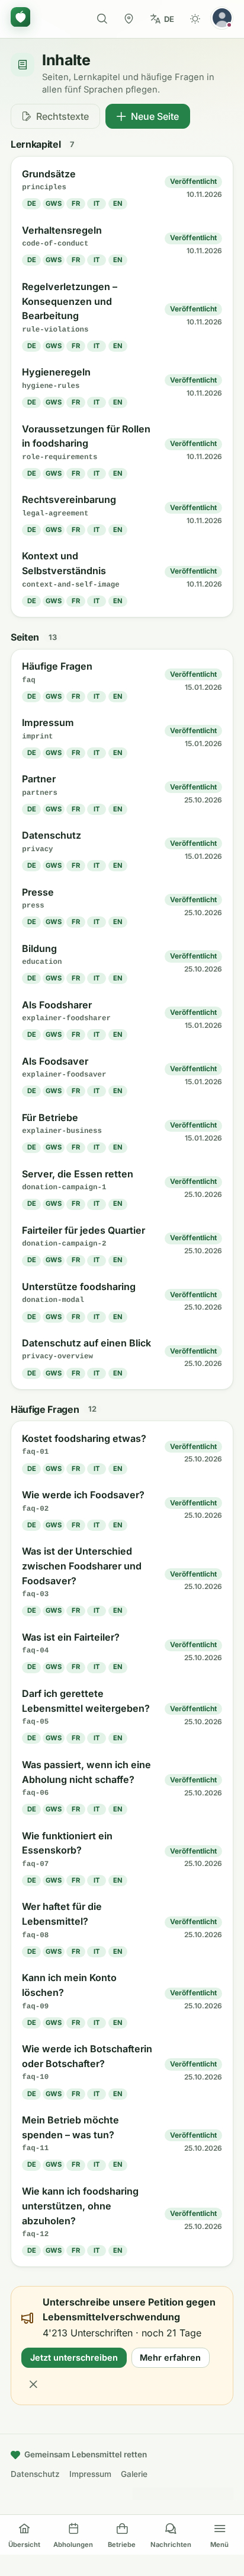 DE
Inhalte
Seiten, Lernkapitel und häufige Fragen in
allen fünf Sprachen pflegen.
Rechtstexte
Neue Seite
Lernkapitel 7
Grundsätze
principles
DE GWS FR IT EN
Veröffentlicht
10.11.2026
Verhaltensregeln
code-of-conduct
DE GWS FR IT EN
Veröffentlicht
10.11.2026
Regelverletzungen –
Konsequenzen und
Bearbeitung
rule-violations
DE GWS FR IT EN
Veröffentlicht
10.11.2026
Hygieneregeln
hygiene-rules
DE GWS FR IT EN
Veröffentlicht
10.11.2026
Voraussetzungen für Rollen
in foodsharing
role-requirements
DE GWS FR IT EN
Veröffentlicht
10.11.2026
Rechtsvereinbarung
legal-agreement
DE GWS FR IT EN
Veröffentlicht
10.11.2026
Kontext und
Selbstverständnis
context-and-self-image
DE GWS FR IT EN
Veröffentlicht
10.11.2026
Seiten 13
Häufige Fragen
faq
DE GWS FR IT EN
Veröffentlicht
15.01.2026
Impressum
imprint
DE GWS FR IT EN
Veröffentlicht
15.01.2026
Partner
partners
DE GWS FR IT EN
Veröffentlicht
25.10.2026
Datenschutz
privacy
DE GWS FR IT EN
Veröffentlicht
15.01.2026
Presse
press
DE GWS FR IT EN
Veröffentlicht
25.10.2026
Bildung
education
DE GWS FR IT EN
Veröffentlicht
25.10.2026
Als Foodsharer
explainer-foodsharer
DE GWS FR IT EN
Veröffentlicht
15.01.2026
Als Foodsaver
explainer-foodsaver
DE GWS FR IT EN
Veröffentlicht
15.01.2026
Für Betriebe
explainer-business
DE GWS FR IT EN
Veröffentlicht
15.01.2026
Server, die Essen retten
donation-campaign-1
DE GWS FR IT EN
Veröffentlicht
25.10.2026
Fairteiler für jedes Quartier
donation-campaign-2
DE GWS FR IT EN
Veröffentlicht
25.10.2026
Unterstütze foodsharing
donation-modal
DE GWS FR IT EN
Veröffentlicht
25.10.2026
Datenschutz auf einen Blick
privacy-overview
DE GWS FR IT EN
Veröffentlicht
25.10.2026
Häufige Fragen 12
Kostet foodsharing etwas?
faq-01
DE GWS FR IT EN
Veröffentlicht
25.10.2026
Wie werde ich Foodsaver?
faq-02
DE GWS FR IT EN
Veröffentlicht
25.10.2026
Was ist der Unterschied
zwischen Foodsharer und
Foodsaver?
faq-03
DE GWS FR IT EN
Veröffentlicht
25.10.2026
Was ist ein Fairteiler?
faq-04
DE GWS FR IT EN
Veröffentlicht
25.10.2026
Darf ich gerettete
Lebensmittel weitergeben?
faq-05
DE GWS FR IT EN
Veröffentlicht
25.10.2026
Was passiert, wenn ich eine
Abholung nicht schaffe?
faq-06
DE GWS FR IT EN
Veröffentlicht
25.10.2026
Wie funktioniert ein
Essenskorb?
faq-07
DE GWS FR IT EN
Veröffentlicht
25.10.2026
Wer haftet für die
Lebensmittel?
faq-08
DE GWS FR IT EN
Veröffentlicht
25.10.2026
Kann ich mein Konto
löschen?
faq-09
DE GWS FR IT EN
Veröffentlicht
25.10.2026
Wie werde ich Botschafterin
oder Botschafter?
faq-10
DE GWS FR IT EN
Veröffentlicht
25.10.2026
Mein Betrieb möchte
spenden – was tun?
faq-11
DE GWS FR IT EN
Veröffentlicht
25.10.2026
Wie kann ich foodsharing
unterstützen, ohne
abzuholen?
faq-12
DE GWS FR IT EN
Veröffentlicht
25.10.2026
Unterschreibe unsere Petition gegen
Lebensmittelverschwendung
4'213 Unterschriften · noch 21 Tage
Jetzt unterschreiben
Mehr erfahren
Gemeinsam Lebensmittel retten
Datenschutz Impressum Galerie
Übersicht Abholungen Betriebe Nachrichten Menü